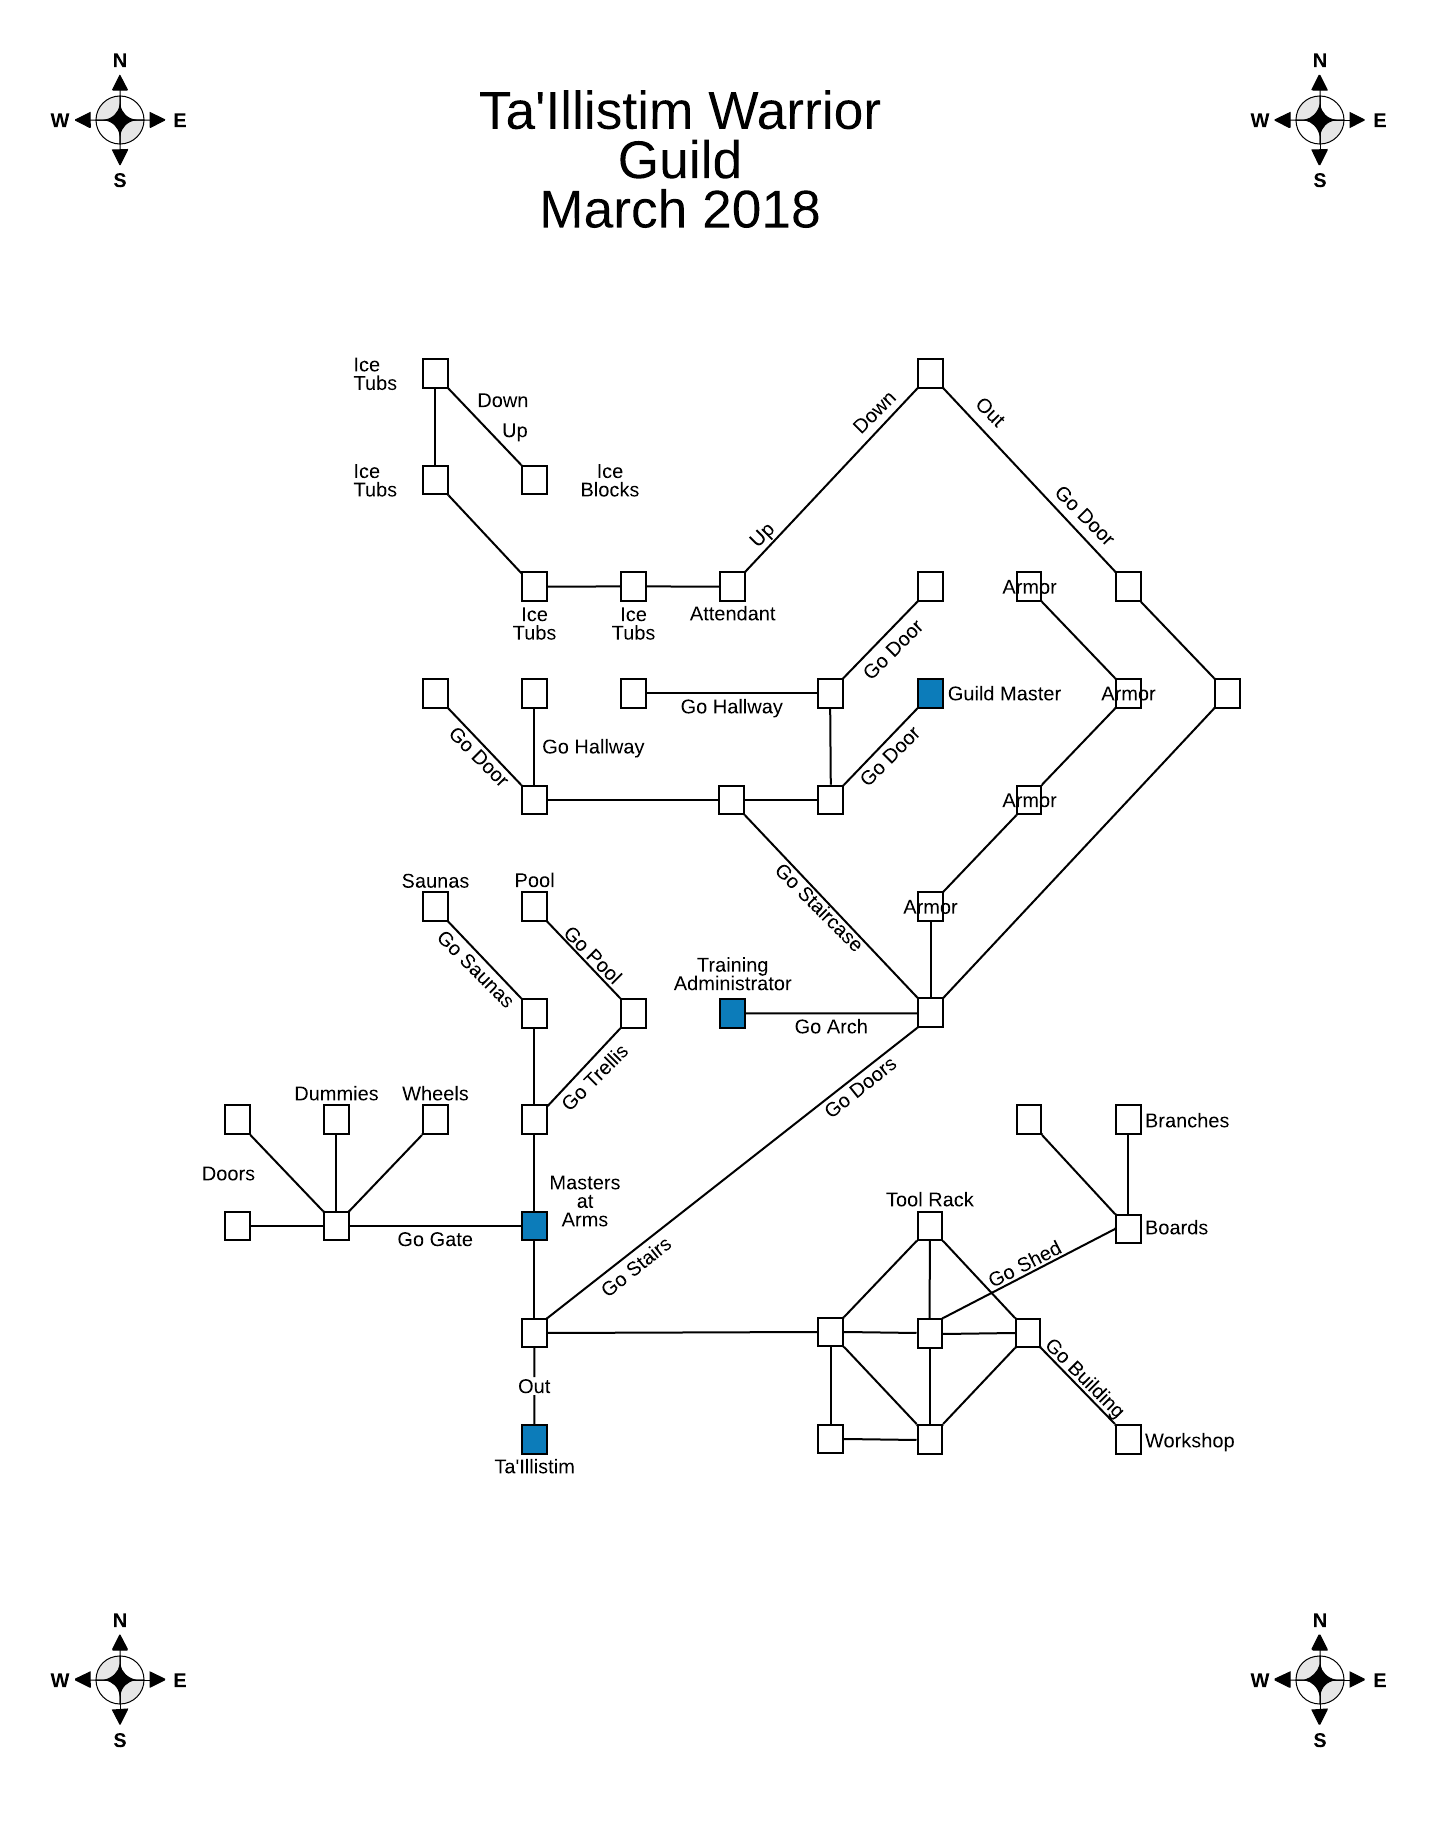 N
W E
S
N
W E
S
Ta'Illistim Warrior
Guild
March 2018
Ice
Tubs
Down
Up
Ice
Tubs
Ice
Blocks
Down
Out
Up
Go Door
Ice
Tubs
Ice
Tubs
Attendant
Armor
Go Door
Go Hallway
Guild Master
Armor
Go Door
Go Hallway
Go Door
Armor
Go Staircase
Saunas
Pool
Armor
Go Saunas
Go Pool
Training
Administrator
Go Arch
Go Trellis
Go Doors
Dummies
Wheels
Branches
Doors
Masters
at
Arms
Tool Rack
Go Gate
Boards
Go Stairs
Go Shed
Go Building
Out
Workshop
Ta'Illistim
N
W E
S
N
W E
S